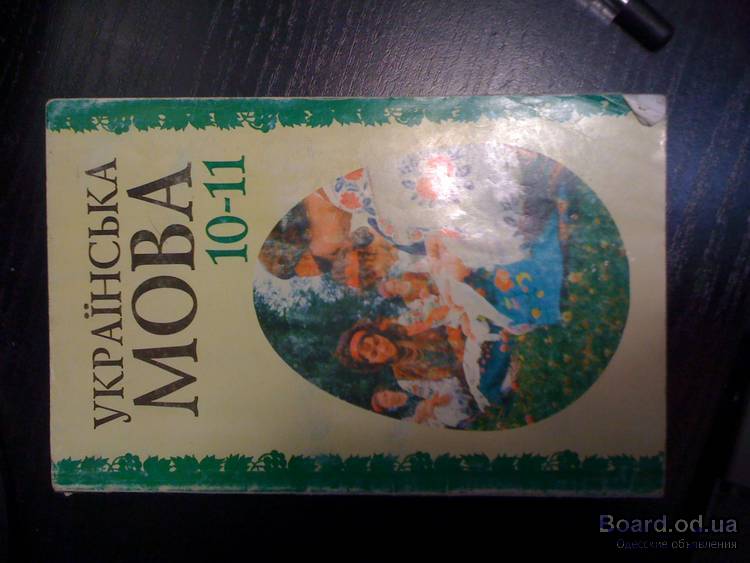 УКРАЇНСЬКА
МОВА
10-11
Board.od.ua
Одесские объявления